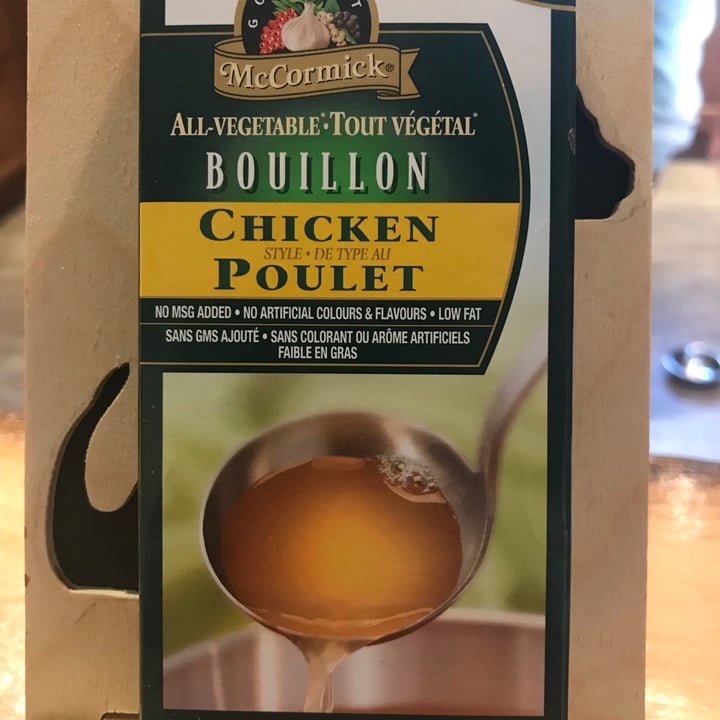 McCormick®
ALL-VEGETABLE*•TOUT VÉGÉTAL*
BOUILLON
CHICKEN
STYLE • DE TYPE AU
POULET
NO MSG ADDED • NO ARTIFICIAL COLOURS & FLAVOURS • LOW FAT
SANS GMS AJOUTÉ • SANS COLORANT OU ARÔME ARTIFICIELS
FAIBLE EN GRAS